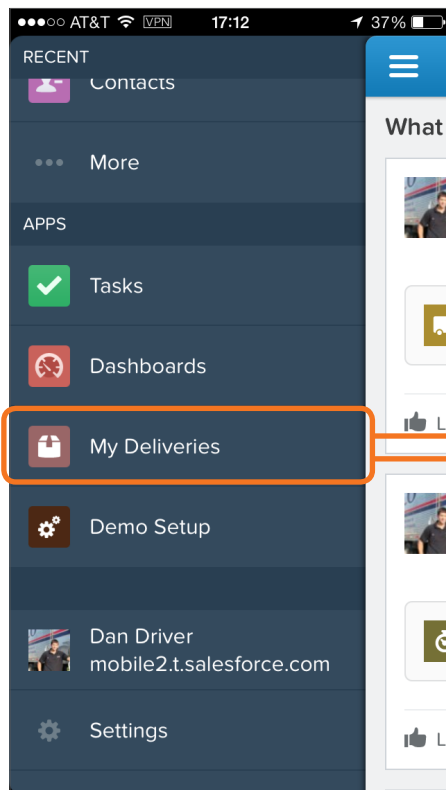 AT&T VPN 17:12 37%
RECENT
Contacts
More
What
APPS
Tasks
Dashboards
My Deliveries
L
Demo Setup
Dan Driver
mobile2.t.salesforce.com
Settings
L